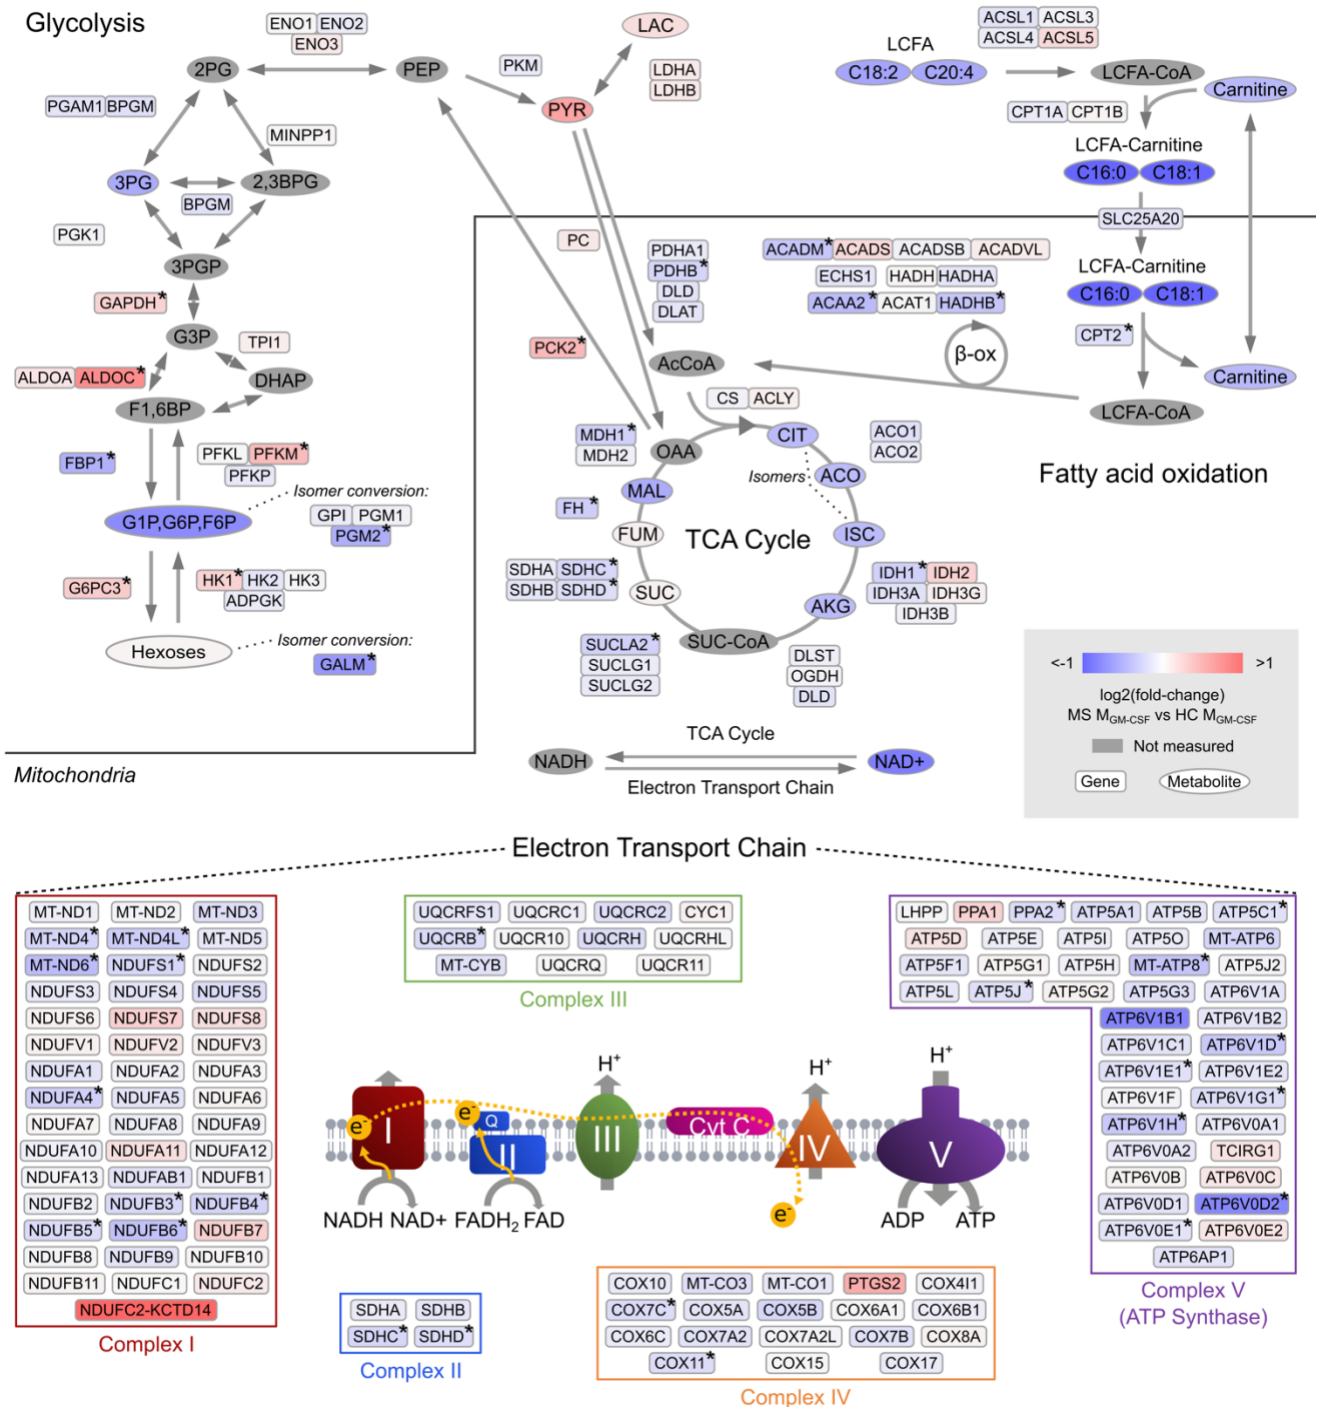 Glycolysis
ENO1 ENO2
ENO3
2PG
PEP
PKM
LAC
LDHA
LDHB
PYR
PGAM1 BPGM
MINPP1
3PG
2,3BPG
BPGM
PGK1
3PGP
GAPDH*
G3P
TPI1
ALDOA ALDOC*
DHAP
F1,6BP
FBP1*
PFKL PFKM*
PFKP
Isomer conversion:
G1P,G6P,F6P
GPI PGM1
PGM2*
G6PC3*
HK1* HK2 HK3
ADPGK
Hexoses
Isomer conversion:
GALM*
Mitochondria
LCFA
C18:2 C20:4
ACSL1 ACSL3
ACSL4 ACSL5
LCFA-CoA
Carnitine
CPT1A CPT1B
LCFA-Carnitine
C16:0 C18:1
SLC25A20
LCFA-Carnitine
C16:0 C18:1
CPT2*
Carnitine
LCFA-CoA
ACADM* ACADS ACADSB ACADVL
ECHS1 HADH HADHA
ACAA2* ACAT1 HADHB*
β-ox
Fatty acid oxidation
PC
PDHA1
PDHB*
DLD
DLAT
PCK2*
AcCoA
CS ACLY
MDH1*
MDH2
OAA
CIT
ACO1
ACO2
Isomers
ACO
MAL
FH*
FUM
TCA Cycle
ISC
SDHA SDHC*
SDHB SDHD*
SUC
AKG
IDH1* IDH2
IDH3A IDH3G
IDH3B
SUC-CoA
SUCLA2*
SUCLG1
SUCLG2
DLST
OGDH
DLD
TCA Cycle
NADH
NAD+
Electron Transport Chain
<-1 >1
log2(fold-change)
MS MGM-CSF vs HC MGM-CSF
Not measured
Gene Metabolite
Electron Transport Chain
MT-ND1 MT-ND2 MT-ND3
MT-ND4* MT-ND4L* MT-ND5
MT-ND6* NDUFS1* NDUFS2
NDUFS3 NDUFS4 NDUFS5
NDUFS6 NDUFS7 NDUFS8
NDUFV1 NDUFV2 NDUFV3
NDUFA1 NDUFA2 NDUFA3
NDUFA4* NDUFA5 NDUFA6
NDUFA7 NDUFA8 NDUFA9
NDUFA10 NDUFA11 NDUFA12
NDUFA13 NDUFAB1 NDUFB1
NDUFB2 NDUFB3* NDUFB4*
NDUFB5* NDUFB6* NDUFB7
NDUFB8 NDUFB9 NDUFB10
NDUFB11 NDUFC1 NDUFC2
NDUFC2-KCTD14
Complex I
UQCRFS1 UQCRC1 UQCRC2 CYC1
UQCRB* UQCR10 UQCRH UQCRHL
MT-CYB UQCRQ UQCR11
Complex III
LHPP PPA1 PPA2* ATP5A1 ATP5B ATP5C1*
ATP5D ATP5E ATP5I ATP5O MT-ATP6
ATP5F1 ATP5G1 ATP5H MT-ATP8* ATP5J2
ATP5L ATP5J* ATP5G2 ATP5G3 ATP6V1A
ATP6V1B1 ATP6V1B2
ATP6V1C1 ATP6V1D*
ATP6V1E1* ATP6V1E2
ATP6V1F ATP6V1G1*
ATP6V1H* ATP6V0A1
ATP6V0A2 TCIRG1
ATP6V0B ATP6V0C
ATP6V0D1 ATP6V0D2*
ATP6V0E1* ATP6V0E2
ATP6AP1
Complex V
(ATP Synthase)
H+ H+ H+
e- I e- Q II III Cyt C IV V
e-
NADH NAD+ FADH2 FAD ADP ATP
SDHA SDHB
SDHC* SDHD*
Complex II
COX10 MT-CO3 MT-CO1 PTGS2 COX4I1
COX7C* COX5A COX5B COX6A1 COX6B1
COX6C COX7A2 COX7A2L COX7B COX8A
COX11* COX15 COX17
Complex IV